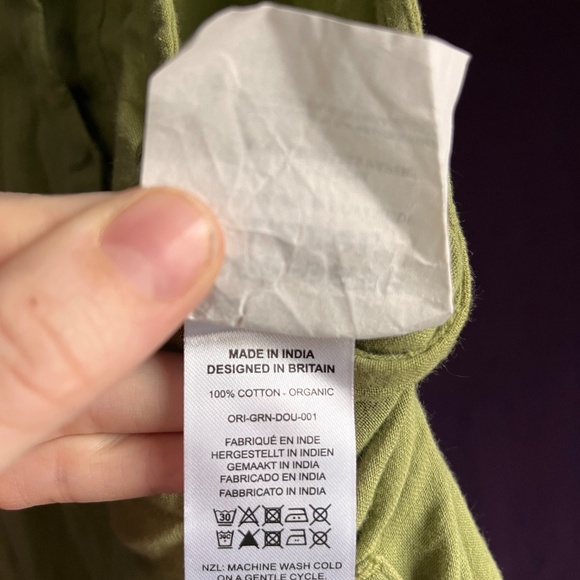 MADE IN INDIA
DESIGNED IN BRITAIN
100% COTTON - ORGANIC
ORI-GRN-DOU-001
FABRIQUÉ EN INDE
HERGESTELLT IN INDIEN
GEMAAKT IN INDIA
FABRICADO EN INDIA
FABBRICATO IN INDIA
30
NZL: MACHINE WASH COLD
ON A GENTLE CYCLE.